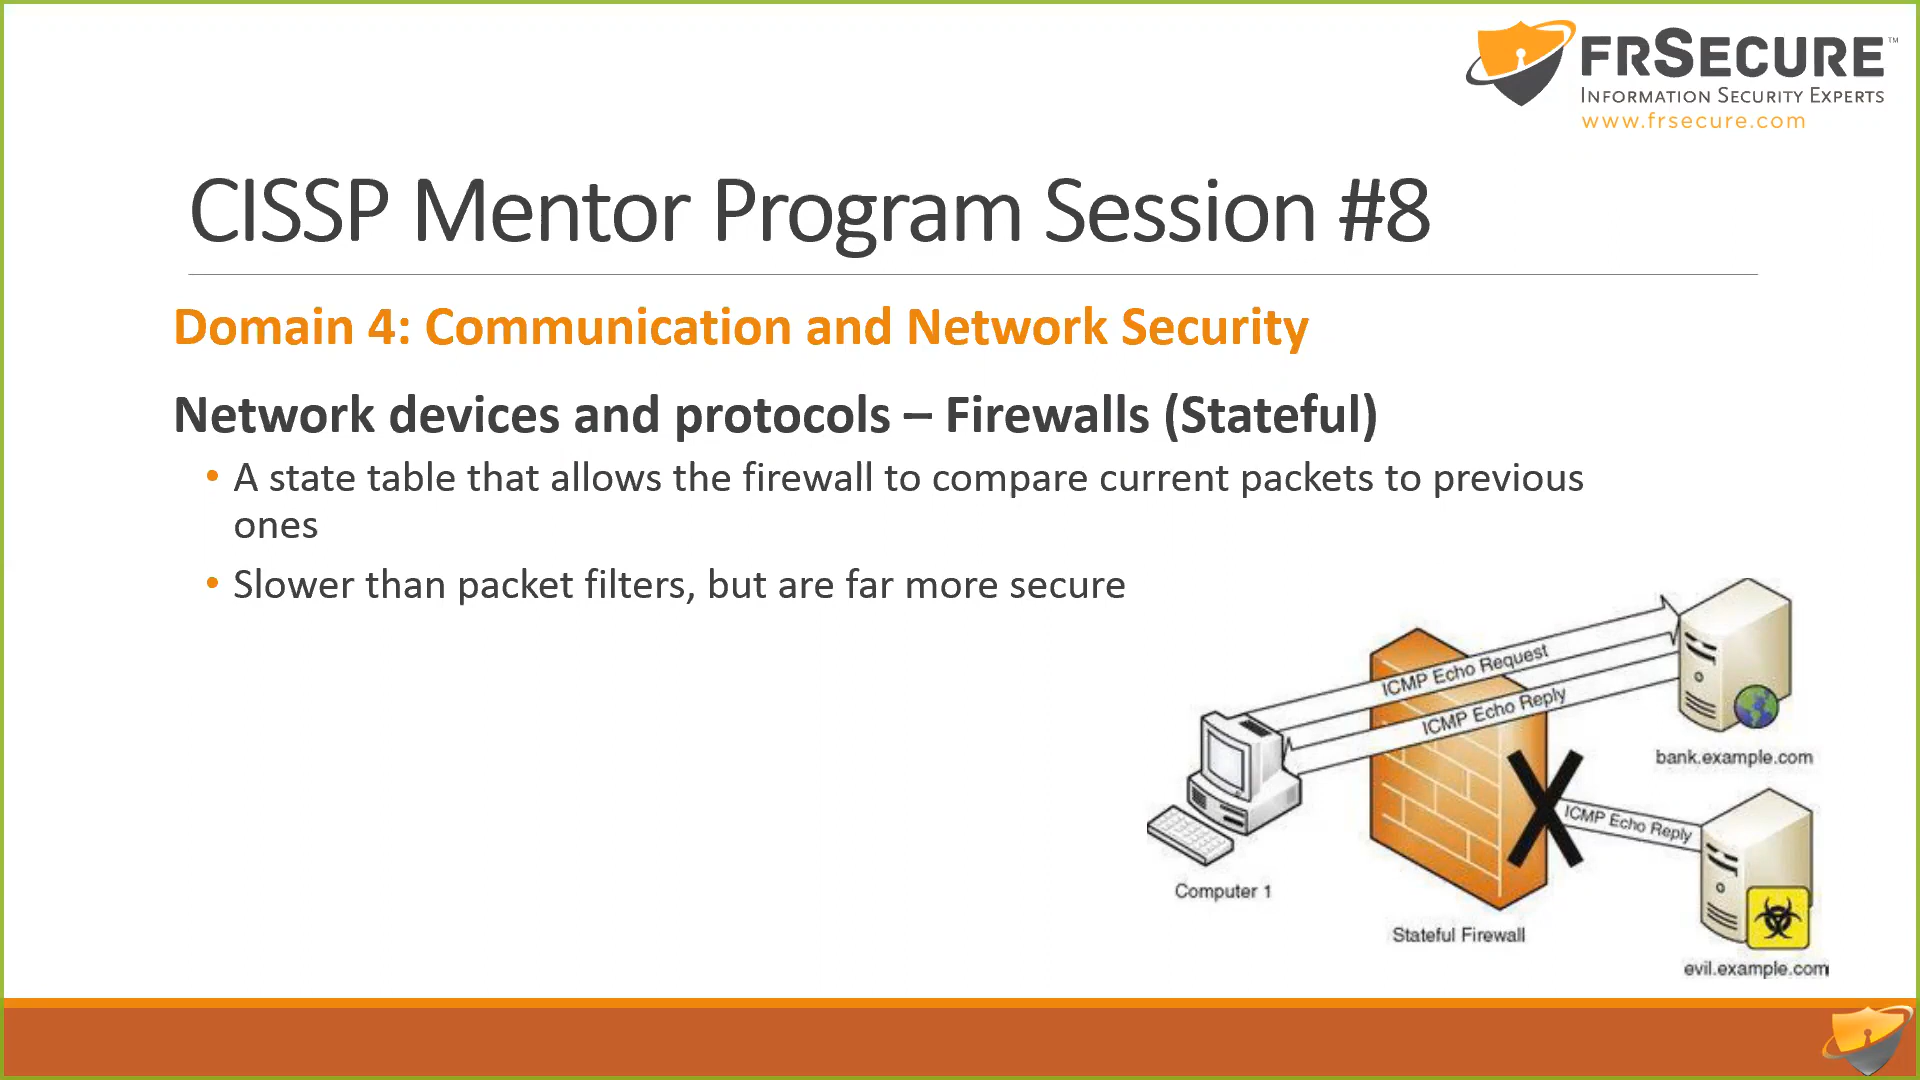 FRSECURE™
INFORMATION SECURITY EXPERTS
www.frsecure.com
CISSP Mentor Program Session #8
Domain 4: Communication and Network Security
Network devices and protocols – Firewalls (Stateful)
• A state table that allows the firewall to compare current packets to previous
ones
• Slower than packet filters, but are far more secure
ICMP Echo Request
ICMP Echo Reply
bank.example.com
ICMP Echo Reply
Computer 1
Stateful Firewall
evil.example.com